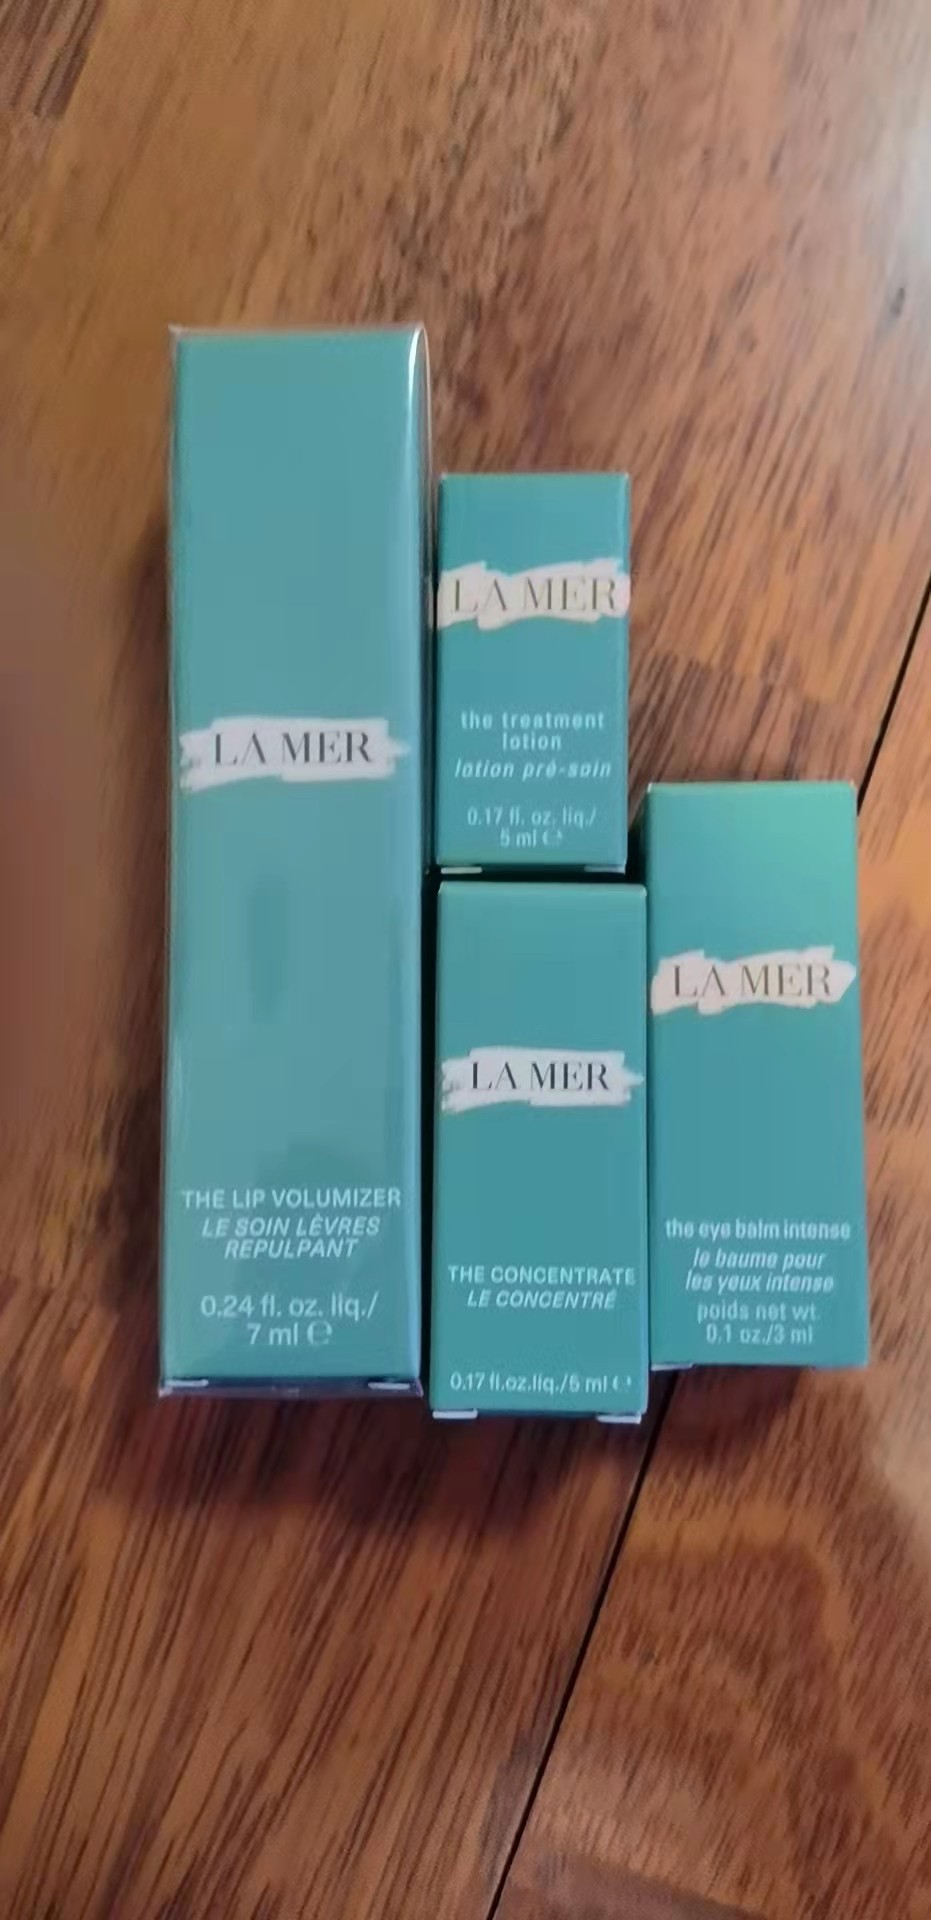 LA MER
THE LIP VOLUMIZER
LE SOIN LÈVRES
REPULPANT
0.24 fl. oz. liq./
7 ml ℮
LA MER
the treatment
lotion
lotion pré-soin
0.17 fl. oz. liq./
5 ml ℮
LA MER
THE CONCENTRATE
LE CONCENTRÉ
0.17 fl.oz.liq./5 ml ℮
LA MER
the eye balm intense
le baume pour
les yeux intense
poids net wt.
0.1 oz./3 ml